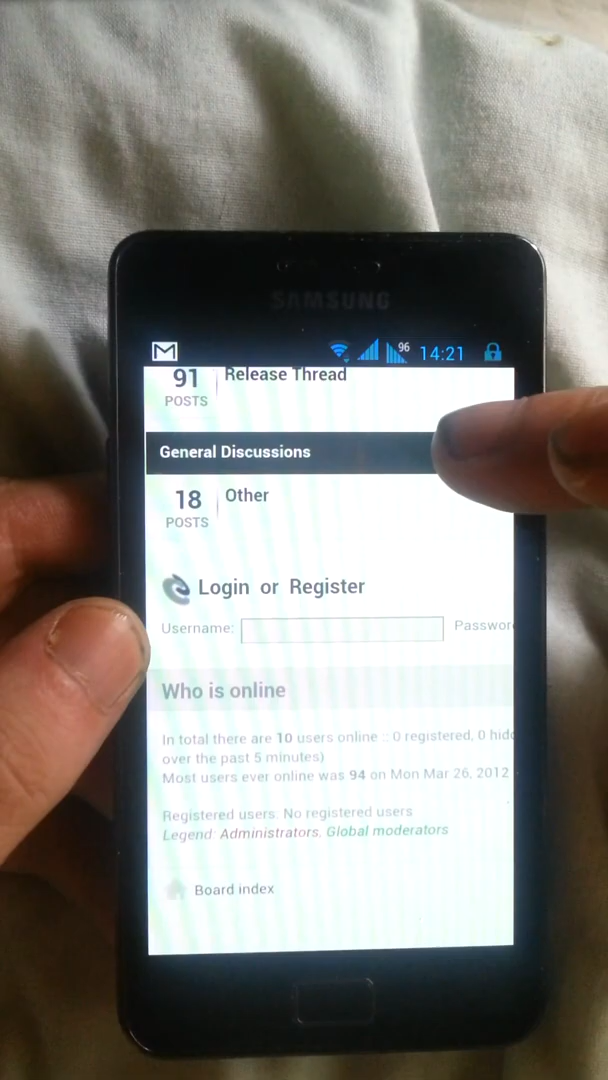 SAMSUNG
96 14:21
91 Release Thread
POSTS
General Discussions
18 Other
POSTS
Login or Register
Username: Passwor
Who is online
In total there are 10 users online :: 0 registered, 0 hidd
over the past 5 minutes)
Most users ever online was 94 on Mon Mar 26, 2012
Registered users: No registered users
Legend: Administrators, Global moderators
Board index